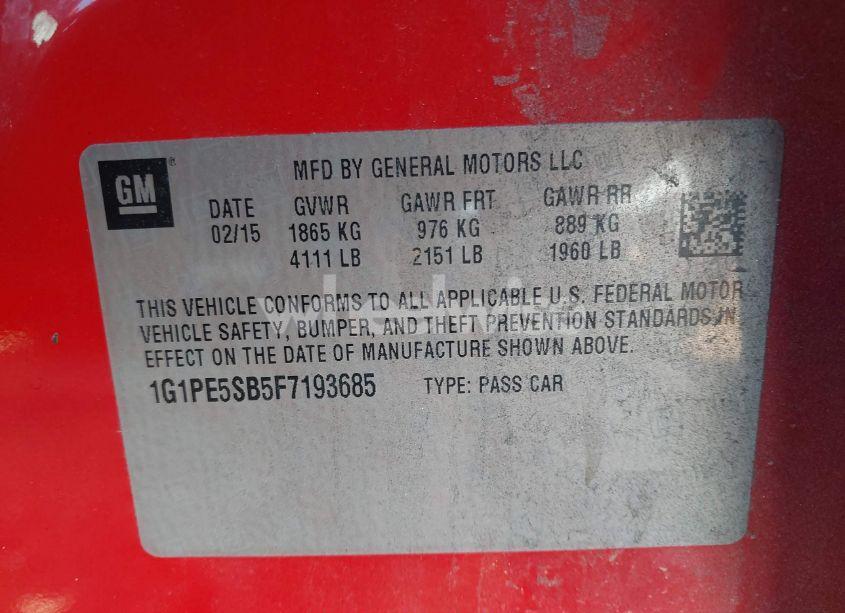 GM
MFD BY GENERAL MOTORS LLC
DATE GVWR GAWR FRT GAWR RR
02/15 1865 KG 976 KG 889 KG
4111 LB 2151 LB 1960 LB
THIS VEHICLE CONFORMS TO ALL APPLICABLE U.S. FEDERAL MOTOR
VEHICLE SAFETY, BUMPER, AND THEFT PREVENTION STANDARDS IN
EFFECT ON THE DATE OF MANUFACTURE SHOWN ABOVE.
1G1PE5SB5F7193685 TYPE: PASS CAR